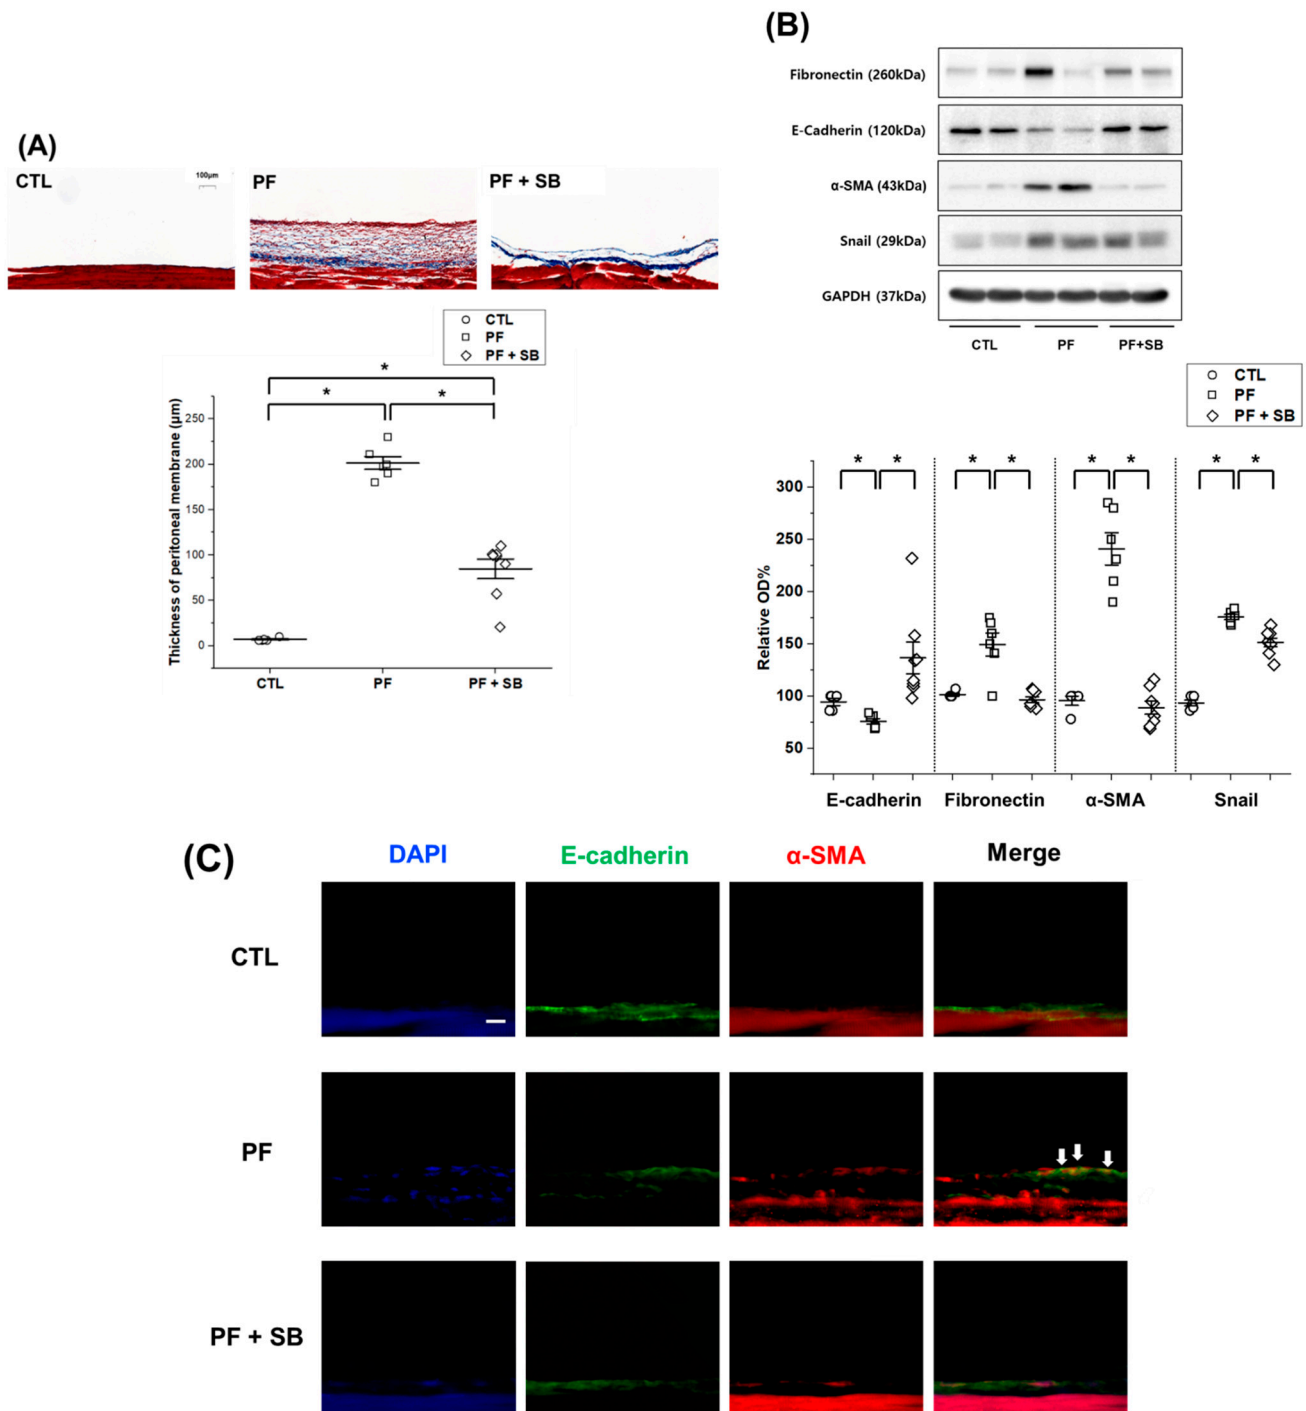 (A)
CTL
100μm
PF
PF + SB
CTL
PF
PF + SB
*
*
*
Thickness of peritoneal membrane (μm)
250
200
150
100
50
0
CTL
PF
PF + SB
(B)
Fibronectin (260kDa)
E-Cadherin (120kDa)
α-SMA (43kDa)
Snail (29kDa)
GAPDH (37kDa)
CTL
PF
PF+SB
CTL
PF
PF + SB
* * * * * * * *
Relative OD%
300
250
200
150
100
50
E-cadherin
Fibronectin
α-SMA
Snail
(C)
DAPI
E-cadherin
α-SMA
Merge
CTL
PF
PF + SB